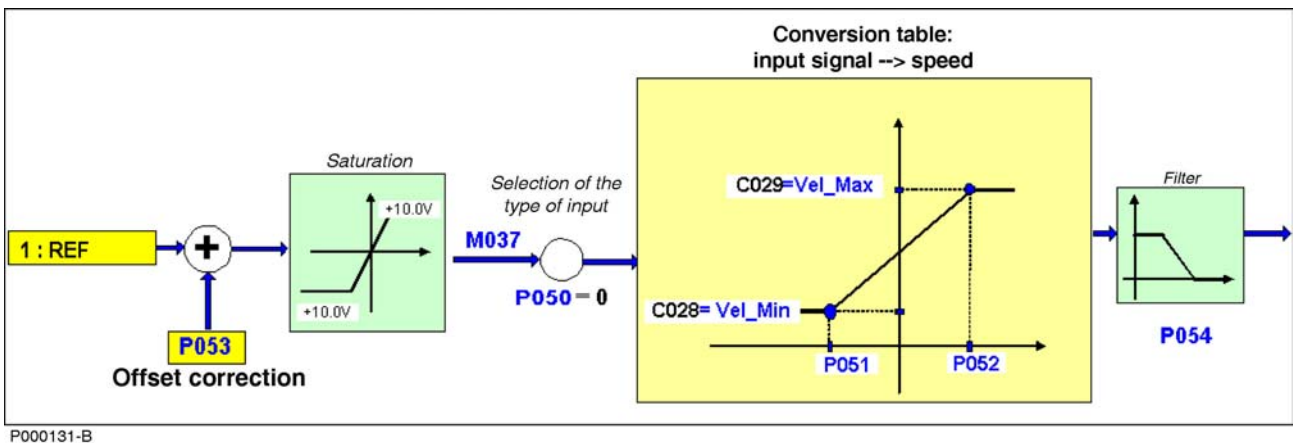 Conversion table:
input signal --> speed
Saturation
+10.0V
+10.0V
Selection of the
type of input
M037
P050 = 0
1 : REF
+
P053
Offset correction
C029=Vel_Max
C028= Vel_Min
P051
P052
Filter
P054
P000131-B